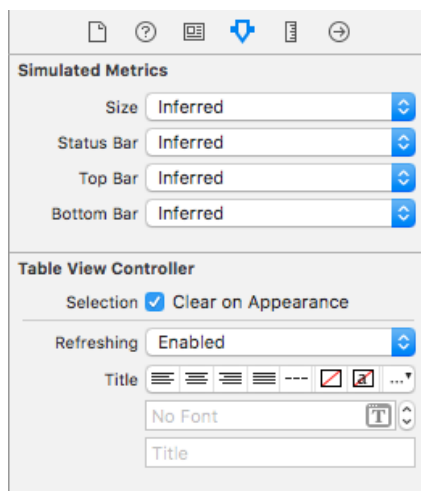 Simulated Metrics
Size Inferred
Status Bar Inferred
Top Bar Inferred
Bottom Bar Inferred
Table View Controller
Selection Clear on Appearance
Refreshing Enabled
Title --- a ...
No Font T
Title